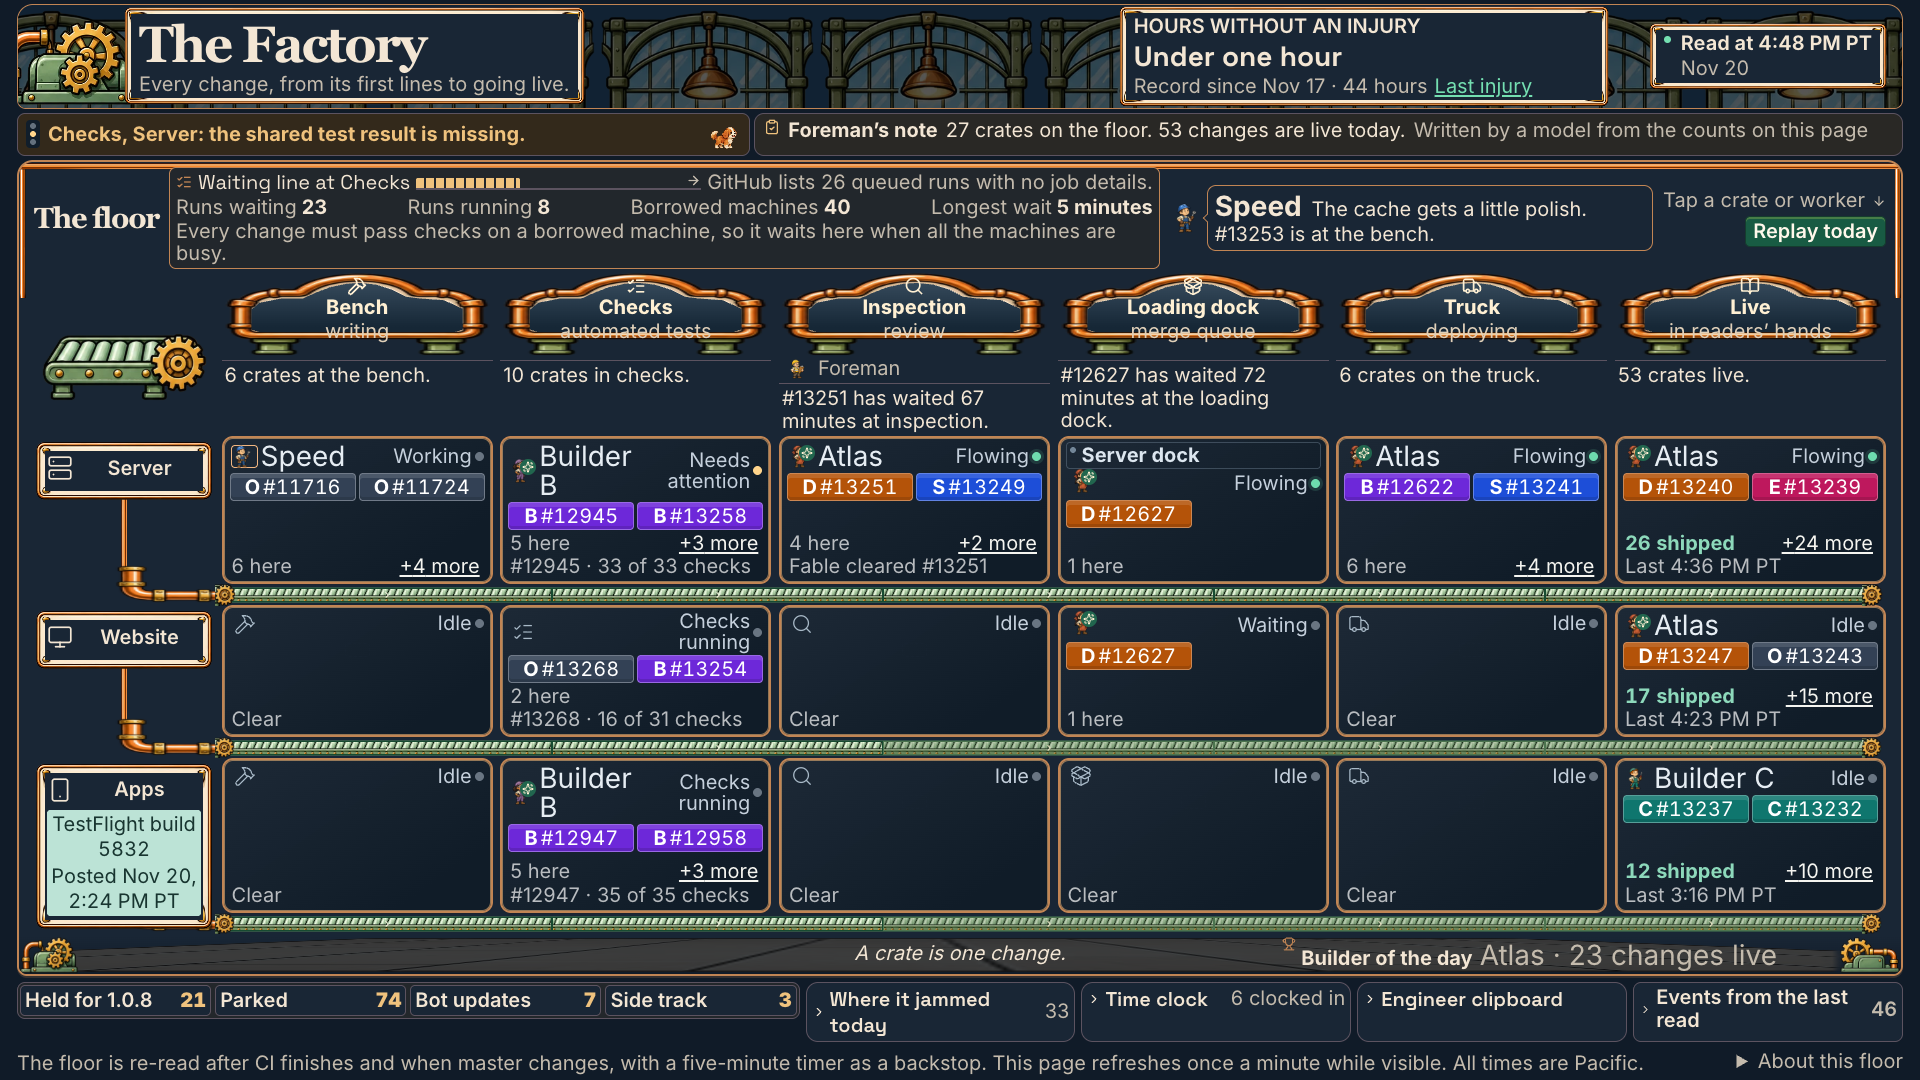 The Factory
Every change, from its first lines to going live.
HOURS WITHOUT AN INJURY
Under one hour
Record since Nov 17 · 44 hours Last injury
Read at 4:48 PM PT
Nov 20
Checks, Server: the shared test result is missing.
Foreman's note 27 crates on the floor. 53 changes are live today. Written by a model from the counts on this page
The floor
Waiting line at Checks → GitHub lists 26 queued runs with no job details.
Runs waiting 23 Runs running 8 Borrowed machines 40 Longest wait 5 minutes
Every change must pass checks on a borrowed machine, so it waits here when all the machines are
busy.
Speed The cache gets a little polish.
#13253 is at the bench.
Tap a crate or worker ↓
Replay today
Bench
writing
Checks
automated tests
Inspection
review
Loading dock
merge queue
Truck
deploying
Live
in readers' hands
6 crates at the bench.
10 crates in checks.
Foreman
#13251 has waited 67
minutes at inspection.
#12627 has waited 72
minutes at the loading
dock.
6 crates on the truck.
53 crates live.
Server
Speed Working
O #11716 O #11724
6 here +4 more
Builder
B
Needs
attention
B #12945 B #13258
5 here +3 more
#12945 · 33 of 33 checks
Atlas Flowing
D #13251 S #13249
4 here +2 more
Fable cleared #13251
Server dock
Flowing
D #12627
1 here
Atlas Flowing
B #12622 S #13241
6 here +4 more
Atlas Flowing
D #13240 E #13239
26 shipped +24 more
Last 4:36 PM PT
Website
Idle
Clear
Checks
running
O #13268 B #13254
2 here
#13268 · 16 of 31 checks
Idle
Clear
Waiting
D #12627
1 here
Idle
Clear
Atlas Idle
D #13247 O #13243
17 shipped +15 more
Last 4:23 PM PT
Apps
TestFlight build
5832
Posted Nov 20,
2:24 PM PT
Idle
Clear
Builder
B
Checks
running
B #12947 B #12958
5 here +3 more
#12947 · 35 of 35 checks
Idle
Clear
Idle
Clear
Idle
Clear
Builder C Idle
C #13237 C #13232
12 shipped +10 more
Last 3:16 PM PT
A crate is one change.
Builder of the day Atlas · 23 changes live
Held for 1.0.8 21
Parked 74
Bot updates 7
Side track 3
› Where it jammed
today
33
› Time clock 6 clocked in
› Engineer clipboard
› Events from the last
read
46
The floor is re-read after CI finishes and when master changes, with a five-minute timer as a backstop. This page refreshes once a minute while visible. All times are Pacific.
▶ About this floor